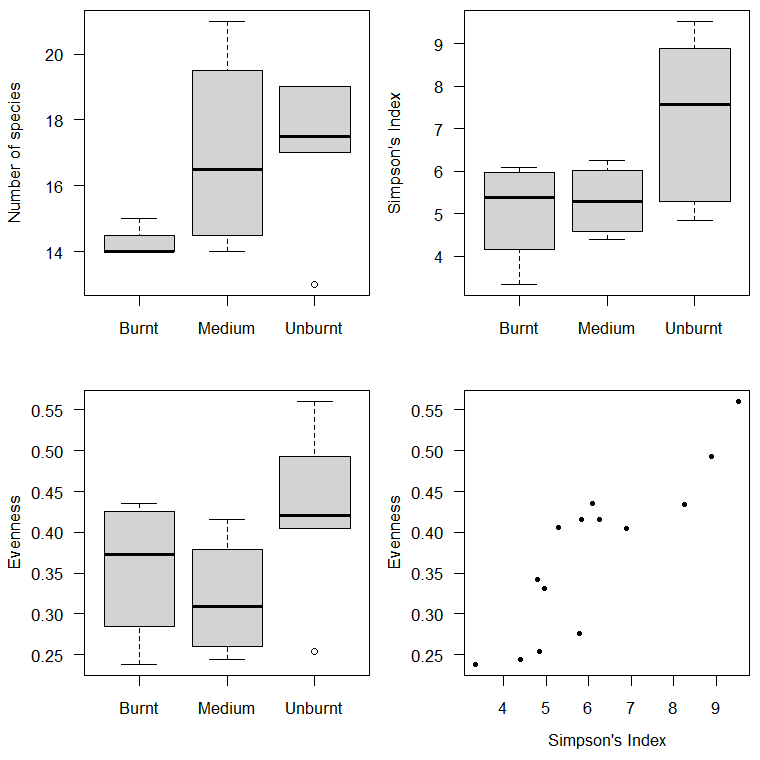 Number of species
20
18
16
14
Burnt Medium Unburnt
Simpson's Index
9
8
7
6
5
4
Burnt Medium Unburnt
Evenness
0.55
0.50
0.45
0.40
0.35
0.30
0.25
Burnt Medium Unburnt
Evenness
0.55
0.50
0.45
0.40
0.35
0.30
0.25
4 5 6 7 8 9
Simpson's Index